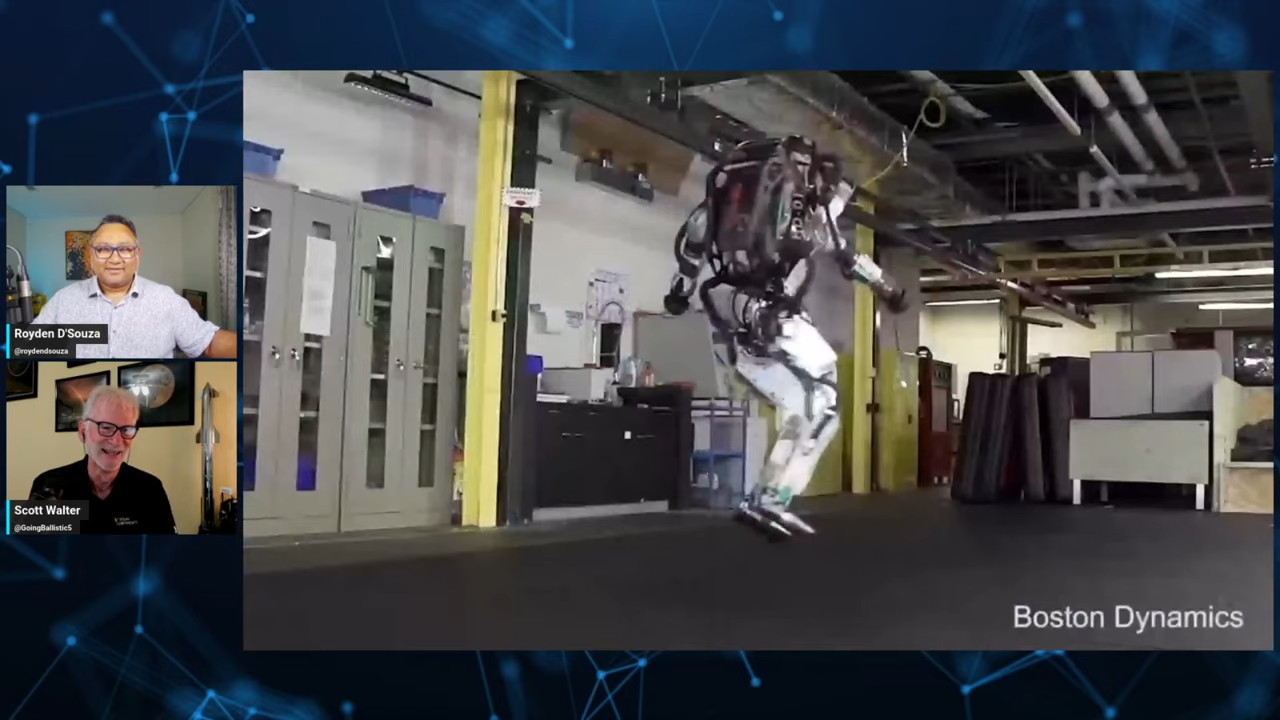 Royden D'Souza
@roydendsouza
Scott Walter
@GoingBallistic5
Boston Dynamics